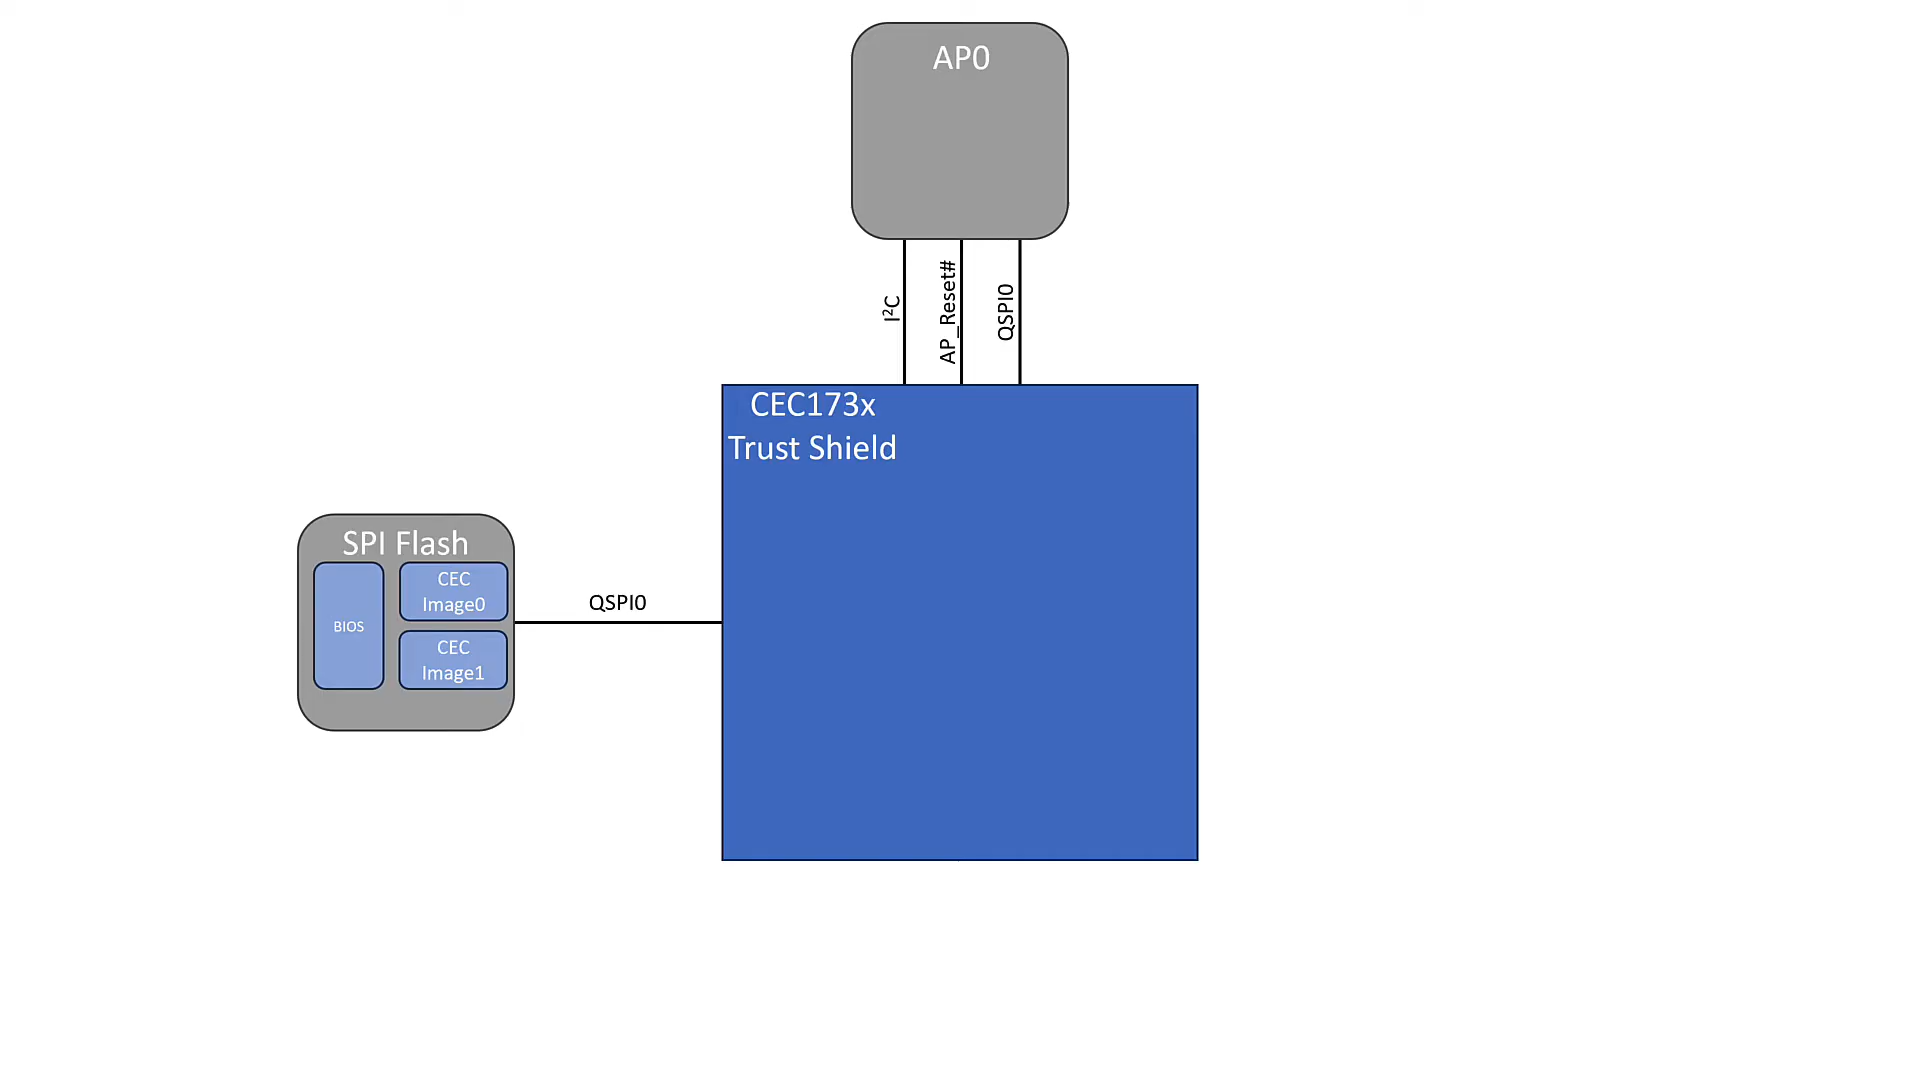 AP0
I²C
AP_Reset#
QSPI0
CEC173x
Trust Shield
SPI Flash
BIOS
CEC
Image0
CEC
Image1
QSPI0